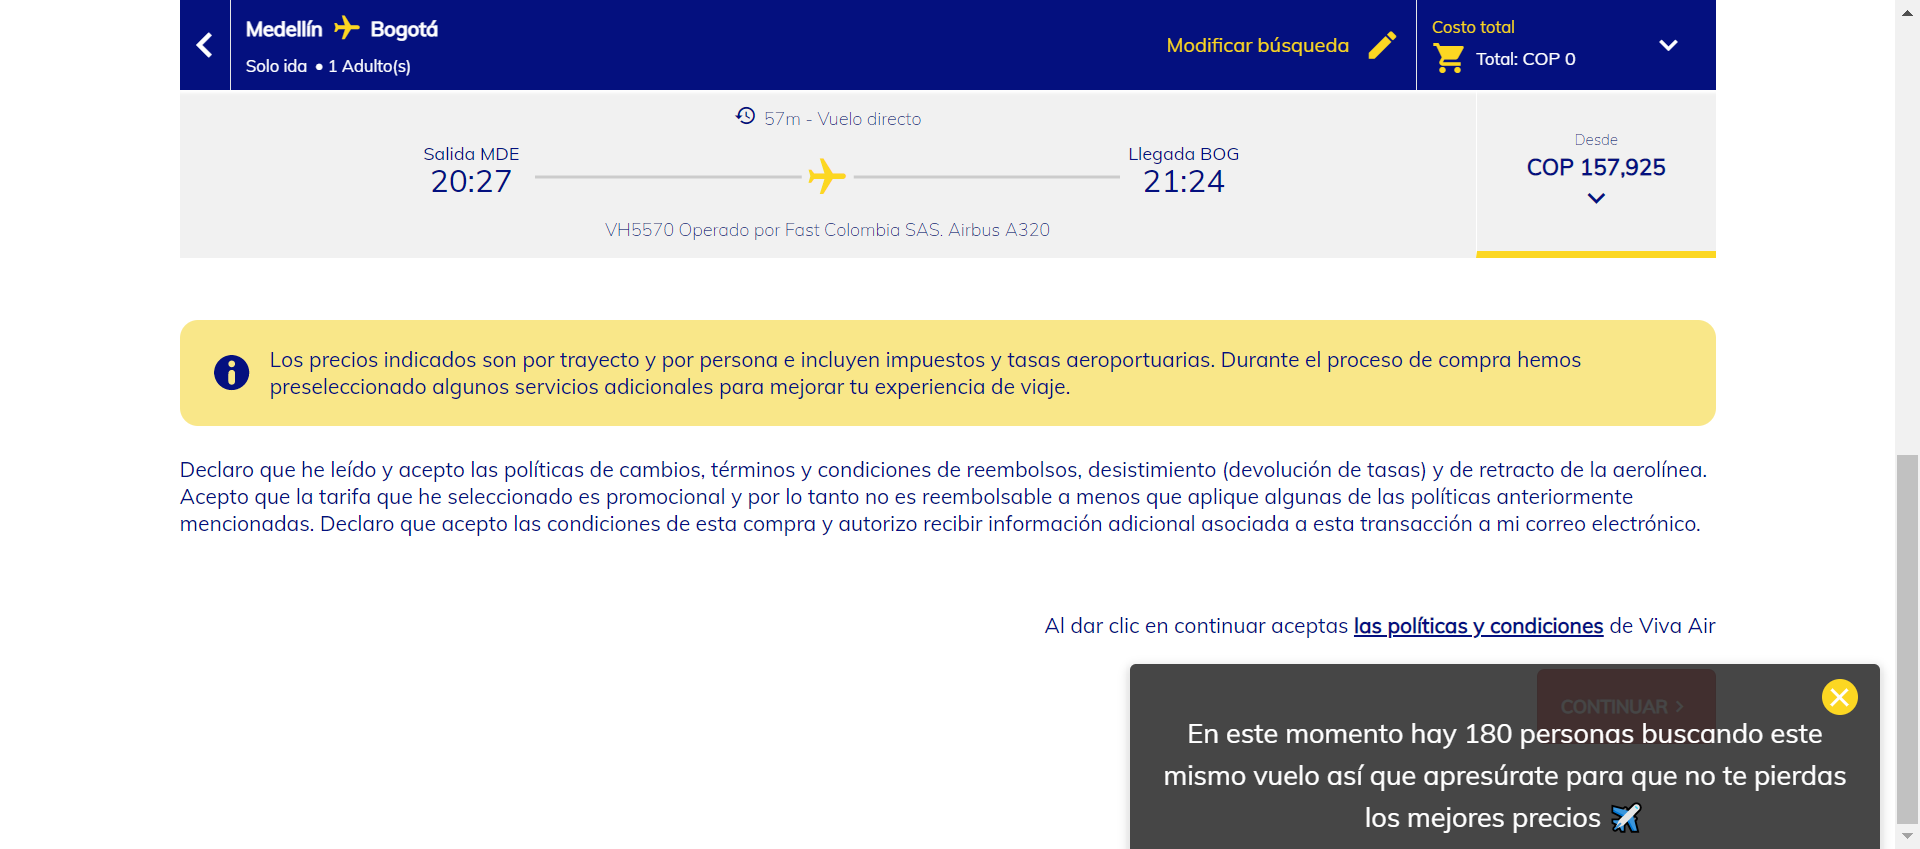 Medellín Bogotá
Solo ida • 1 Adulto(s)
Modificar búsqueda
Costo total
Total: COP 0
57m - Vuelo directo
Salida MDE
20:27
Llegada BOG
21:24
VH5570 Operado por Fast Colombia SAS. Airbus A320
Desde
COP 157,925
Los precios indicados son por trayecto y por persona e incluyen impuestos y tasas aeroportuarias. Durante el proceso de compra hemos
preseleccionado algunos servicios adicionales para mejorar tu experiencia de viaje.
Declaro que he leído y acepto las políticas de cambios, términos y condiciones de reembolsos, desistimiento (devolución de tasas) y de retracto de la aerolínea.
Acepto que la tarifa que he seleccionado es promocional y por lo tanto no es reembolsable a menos que aplique algunas de las políticas anteriormente
mencionadas. Declaro que acepto las condiciones de esta compra y autorizo recibir información adicional asociada a esta transacción a mi correo electrónico.
Al dar clic en continuar aceptas las políticas y condiciones de Viva Air
CONTINUAR >
En este momento hay 180 personas buscando este
mismo vuelo así que apresúrate para que no te pierdas
los mejores precios ✈️